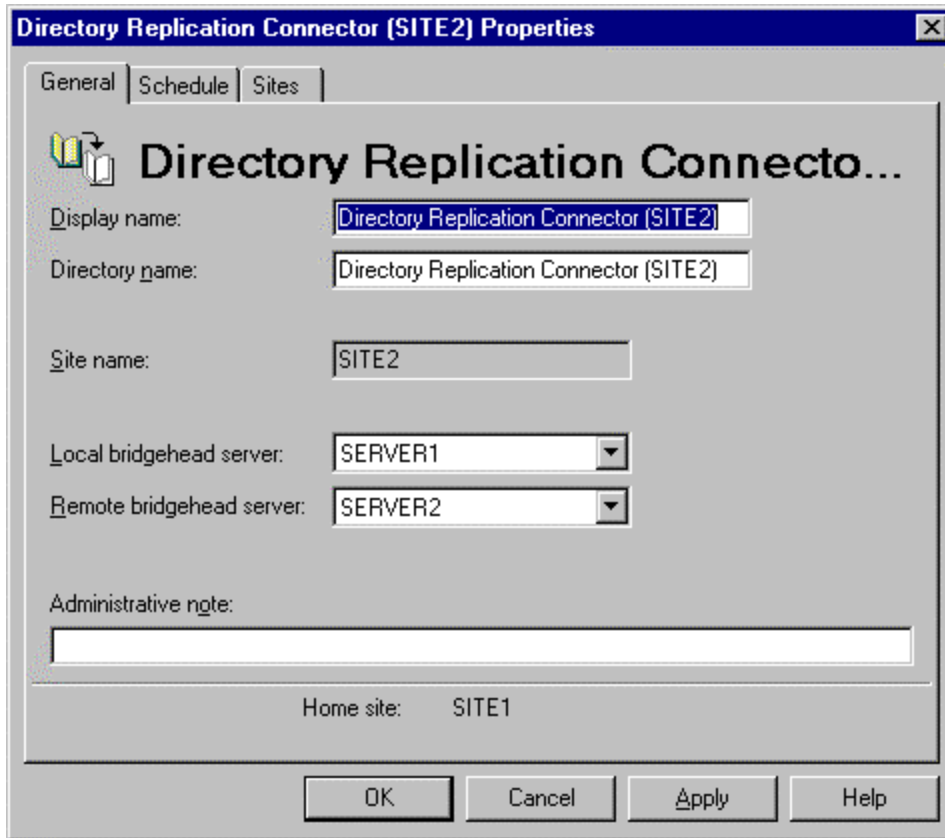 Directory Replication Connector (SITE2) Properties
General Schedule Sites
Directory Replication Connecto...
Display name: Directory Replication Connector (SITE2)
Directory name: Directory Replication Connector (SITE2)
Site name: SITE2
Local bridgehead server: SERVER1
Remote bridgehead server: SERVER2
Administrative note:
Home site: SITE1
OK Cancel Apply Help